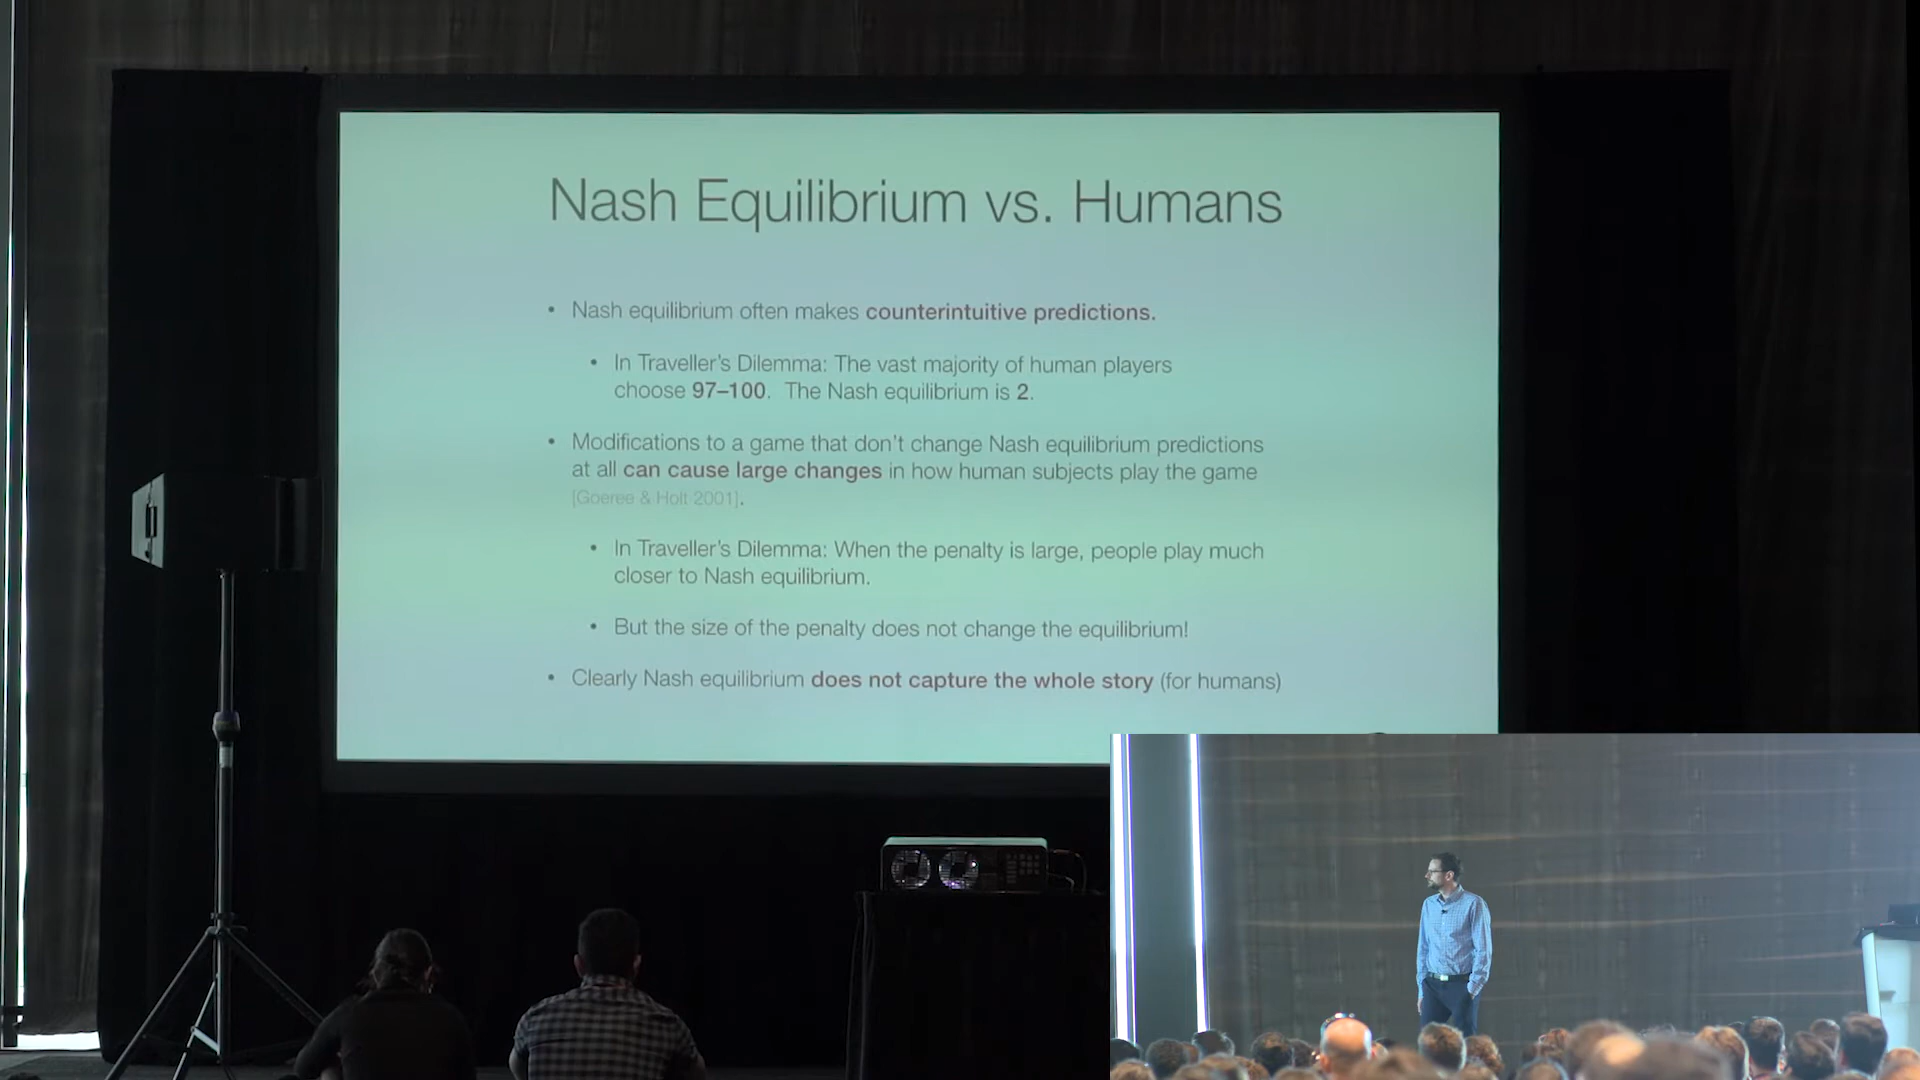 Nash Equilibrium vs. Humans
• Nash equilibrium often makes counterintuitive predictions.
• In Traveller's Dilemma: The vast majority of human players
choose 97–100. The Nash equilibrium is 2.
• Modifications to a game that don't change Nash equilibrium predictions
at all can cause large changes in how human subjects play the game
[Goeree & Holt 2001].
• In Traveller's Dilemma: When the penalty is large, people play much
closer to Nash equilibrium.
• But the size of the penalty does not change the equilibrium!
• Clearly Nash equilibrium does not capture the whole story (for humans)